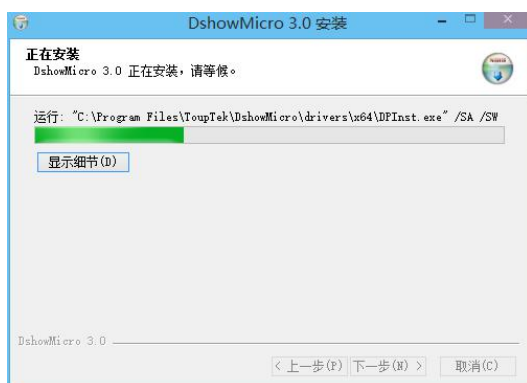 DshowMicro 3.0 安装
正在安装
DshowMicro 3.0 正在安装，请等候。
运行: "C:\Program Files\ToupTek\DshowMicro\drivers\x64\DPInst.exe" /SA /SW
显示细节(D)
DshowMicro 3.0
< 上一步(P) 下一步(N) > 取消(C)